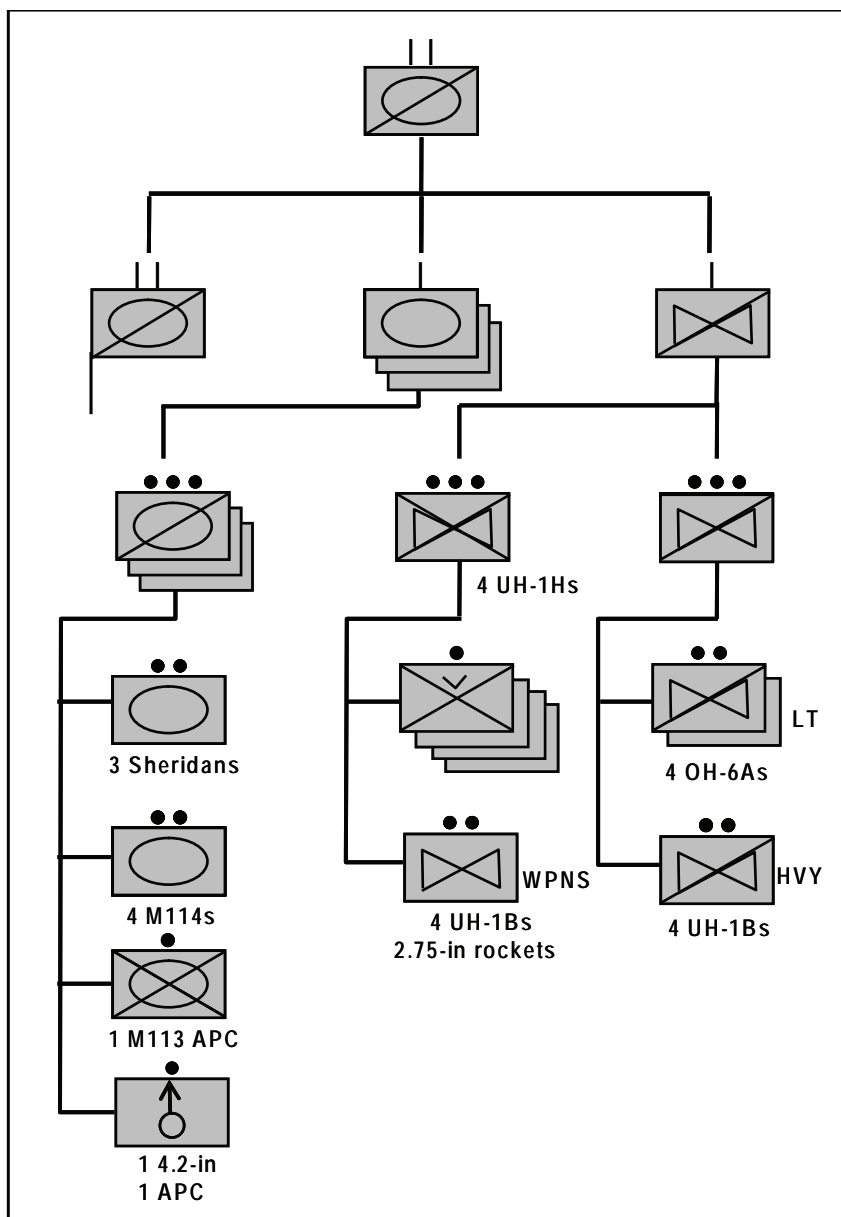 4 UH-1Hs
3 Sheridans
LT
4 OH-6As
4 M114s
WPNS
4 UH-1Bs
2.75-in rockets
HVY
4 UH-1Bs
1 M113 APC
1 4.2-in
1 APC